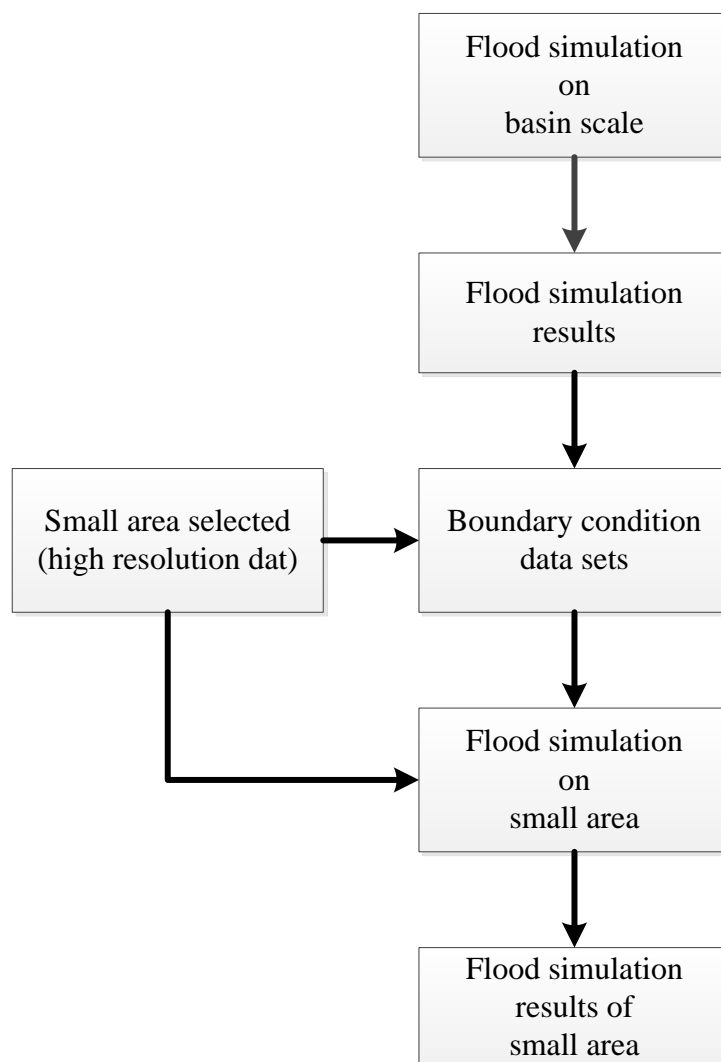 Flood simulation
on
basin scale
Flood simulation
results
Small area selected
(high resolution dat)
Boundary condition
data sets
Flood simulation
on
small area
Flood simulation
results of
small area